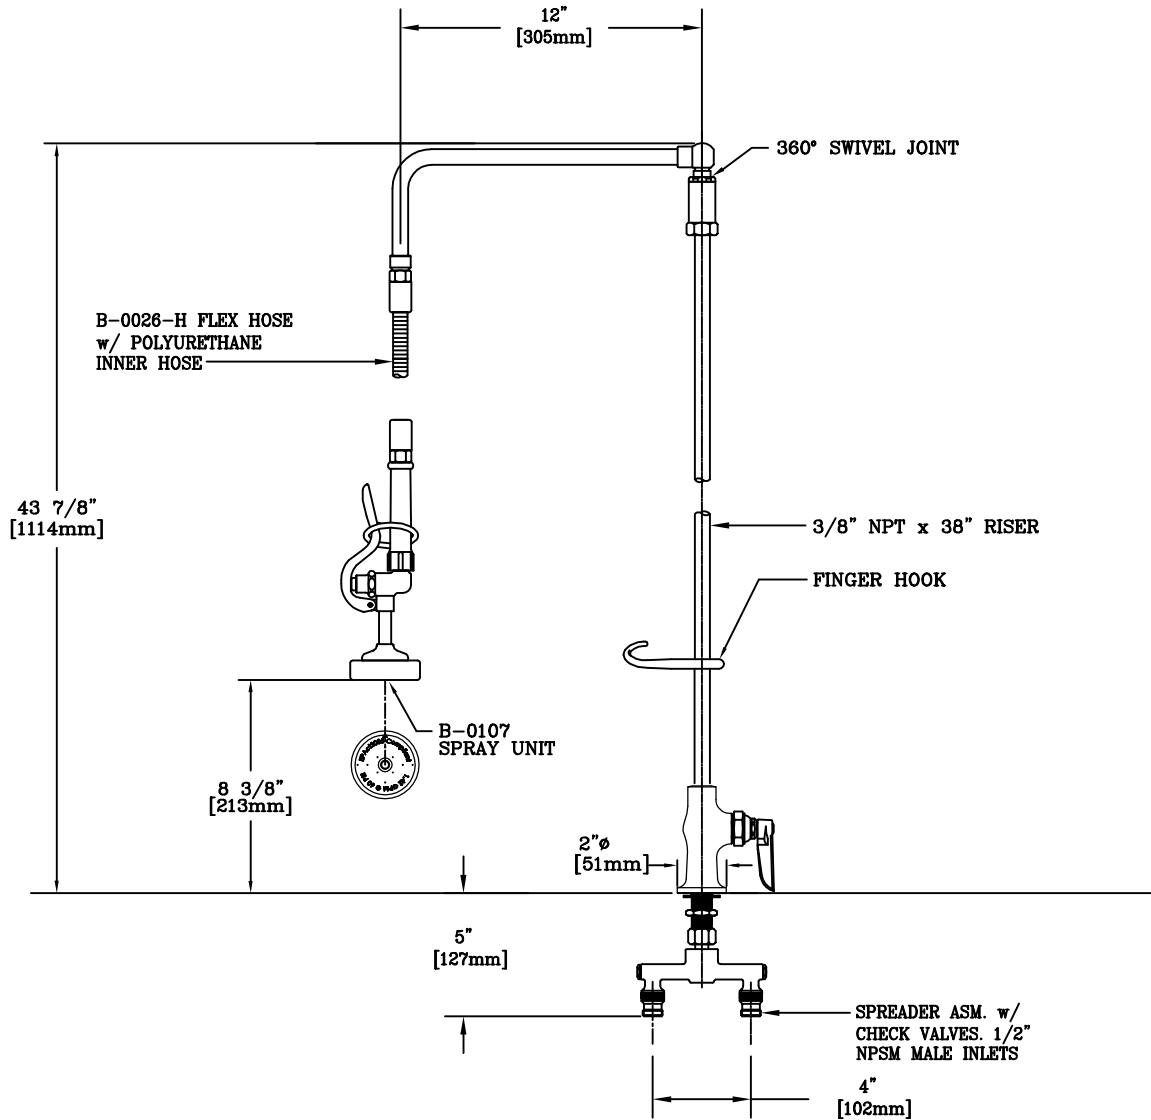 12"
[305mm]
360° SWIVEL JOINT
B-0026-H FLEX HOSE
w/ POLYURETHANE
INNER HOSE
43 7/8"
[1114mm]
3/8" NPT x 38" RISER
FINGER HOOK
B-0107
SPRAY UNIT
8 3/8"
[213mm]
2"ø
[51mm]
5"
[127mm]
SPREADER ASM. w/
CHECK VALVES. 1/2"
NPSM MALE INLETS
4"
[102mm]